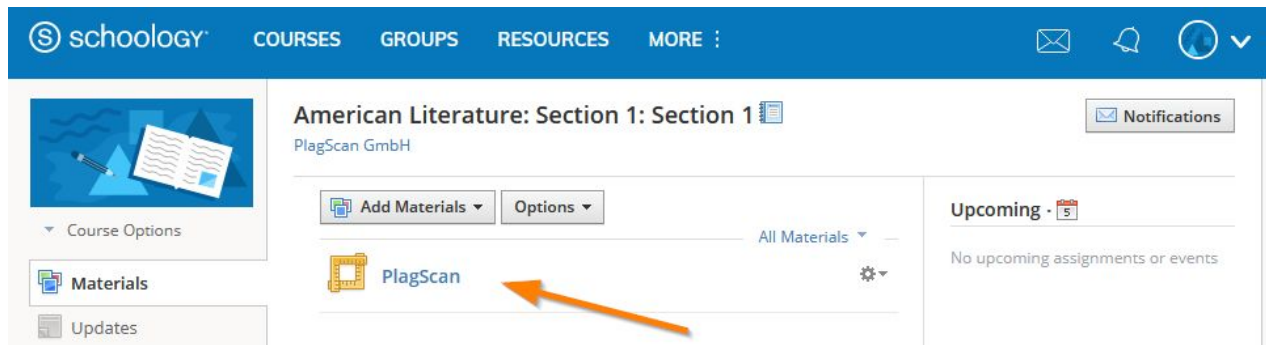 S schoology COURSES GROUPS RESOURCES MORE
American Literature: Section 1: Section 1
Notifications
PlagScan GmbH
Course Options
Materials
Updates
Add Materials Options
All Materials
PlagScan
Upcoming · 5
No upcoming assignments or events